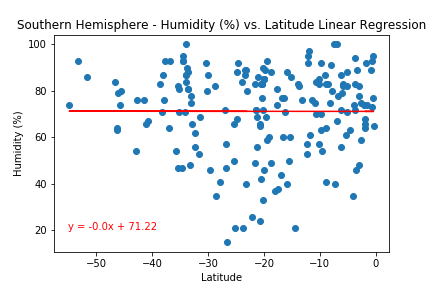 Southern Hemisphere - Humidity (%) vs. Latitude Linear Regression
100
80
60
40
20
Humidity (%)
y = -0.0x + 71.22
−50
−40
−30
−20
−10
0
Latitude